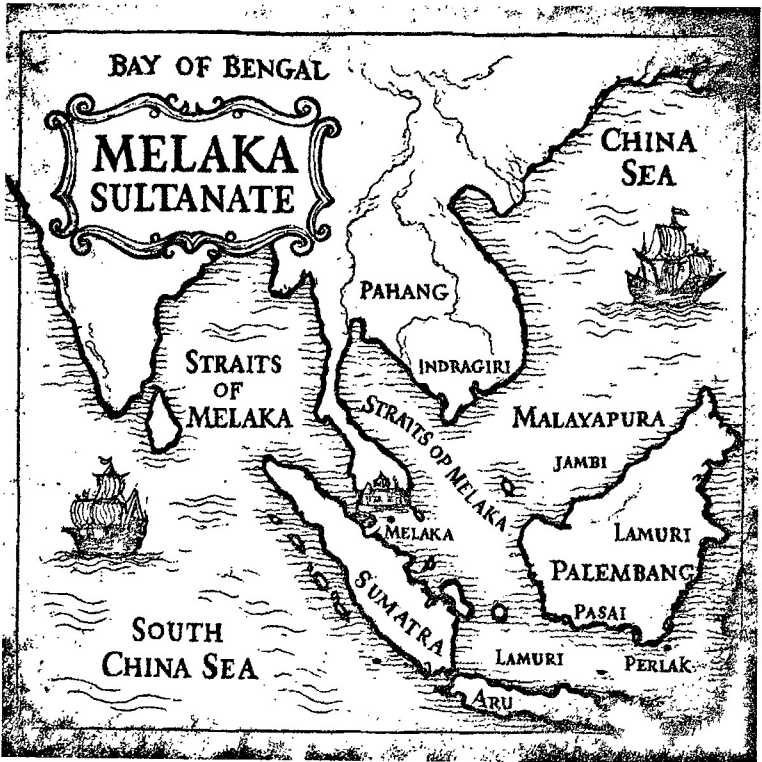 BAY OF BENGAL
MELAKA
SULTANATE
CHINA
SEA
PAHANG
INDRAGIRI
STRAITS
OF
MELAKA
STRAITS OF MELAKA
MALAYAPURA
JAMBI
MELAKA
LAMURI
PALEMBANG
PASAI
SUMATRA
SOUTH
CHINA SEA
LAMURI
PERLAK
ARU